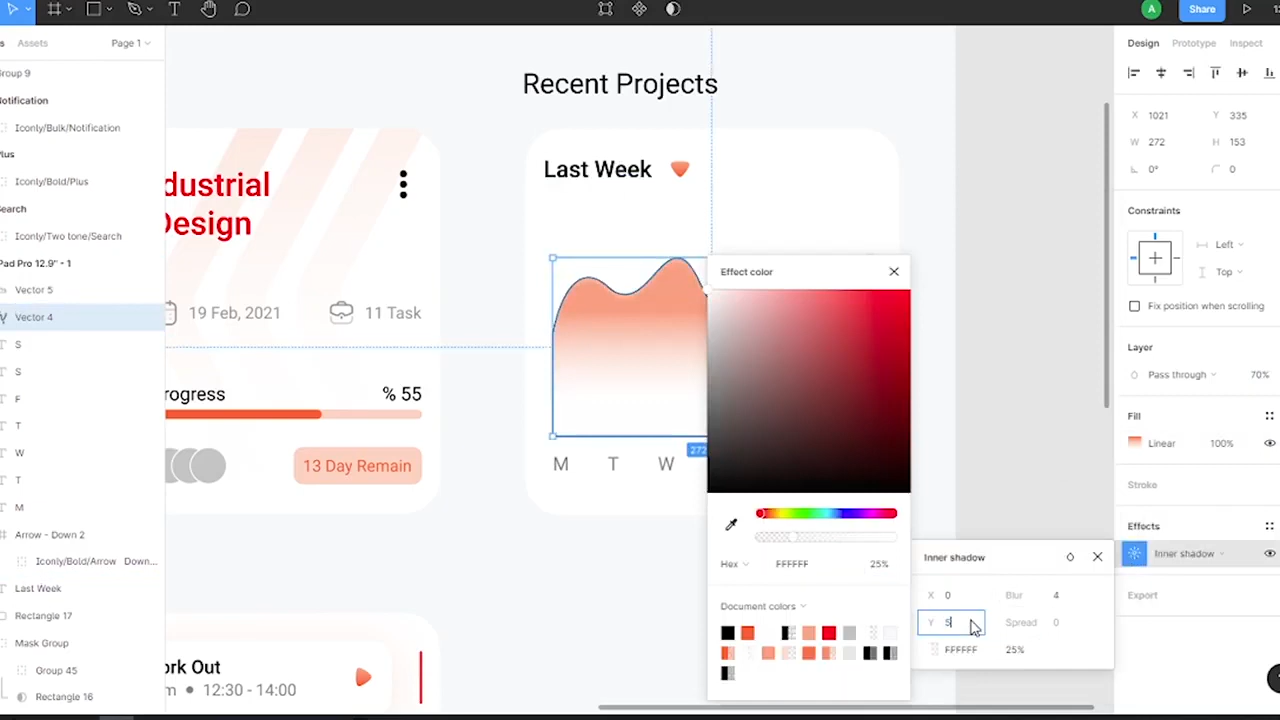 A
Share
Assets
Page 1
Group 9
Notification
Iconly/Bulk/Notification
Plus
Iconly/Bold/Plus
Search
Iconly/Two tone/Search
Pad Pro 12.9" - 1
Vector 5
Vector 4
S
S
F
T
W
T
M
Arrow - Down 2
Iconly/Bold/Arrow Down...
Last Week
Rectangle 17
Mask Group
Group 45
Rectangle 16
Recent Projects
dustrial
Design
19 Feb, 2021
11 Task
rogress
% 55
13 Day Remain
ork Out
m • 12:30 - 14:00
Last Week
272
M T W
Effect color
Hex
FFFFFF
25%
Document colors
Inner shadow
X 0
Blur 4
Y 5
Spread 0
FFFFFF 25%
Design Prototype Inspect
X 1021 Y 335
W 272 H 153
0° 0
Constraints
Left
Top
Fix position when scrolling
Layer
Pass through 70%
Fill
Linear 100%
Stroke
Effects
Inner shadow
Export